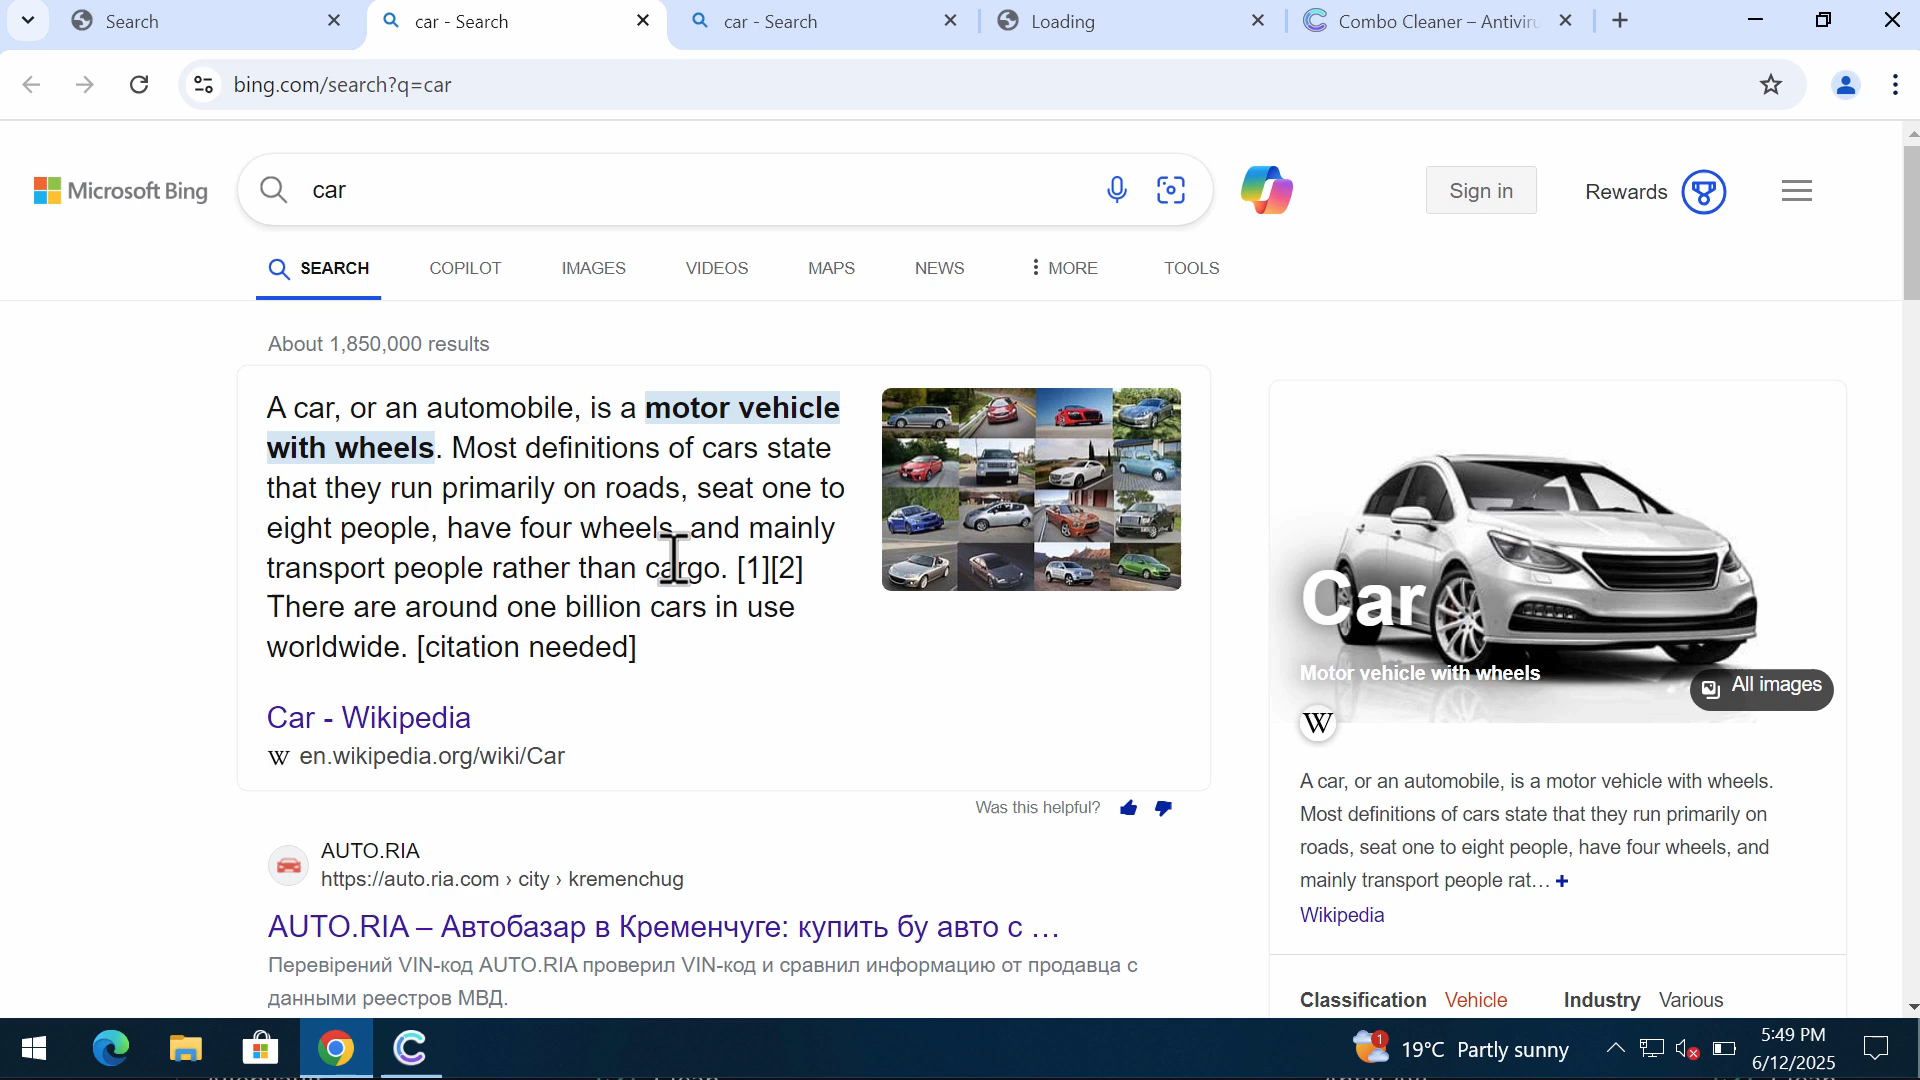 Search
car - Search
car - Search
Loading
Combo Cleaner – Antiviru
bing.com/search?q=car
Microsoft Bing
car
Sign in
Rewards
SEARCH
COPILOT
IMAGES
VIDEOS
MAPS
NEWS
MORE
TOOLS
About 1,850,000 results
A car, or an automobile, is a motor vehicle
with wheels. Most definitions of cars state
that they run primarily on roads, seat one to
eight people, have four wheels, and mainly
transport people rather than cargo. [1][2]
There are around one billion cars in use
worldwide. [citation needed]
Car - Wikipedia
W en.wikipedia.org/wiki/Car
Was this helpful?
AUTO.RIA
https://auto.ria.com › city › kremenchug
AUTO.RIA – Автобазар в Кременчуге: купить бу авто с …
Перевірений VIN-код AUTO.RIA проверил VIN-код и сравнил информацию от продавца с
данными реестров МВД.
Car
Motor vehicle with wheels
All images
W
A car, or an automobile, is a motor vehicle with wheels.
Most definitions of cars state that they run primarily on
roads, seat one to eight people, have four wheels, and
mainly transport people rat… +
Wikipedia
Classification Vehicle
Industry Various
1
19°C Partly sunny
5:49 PM
6/12/2025